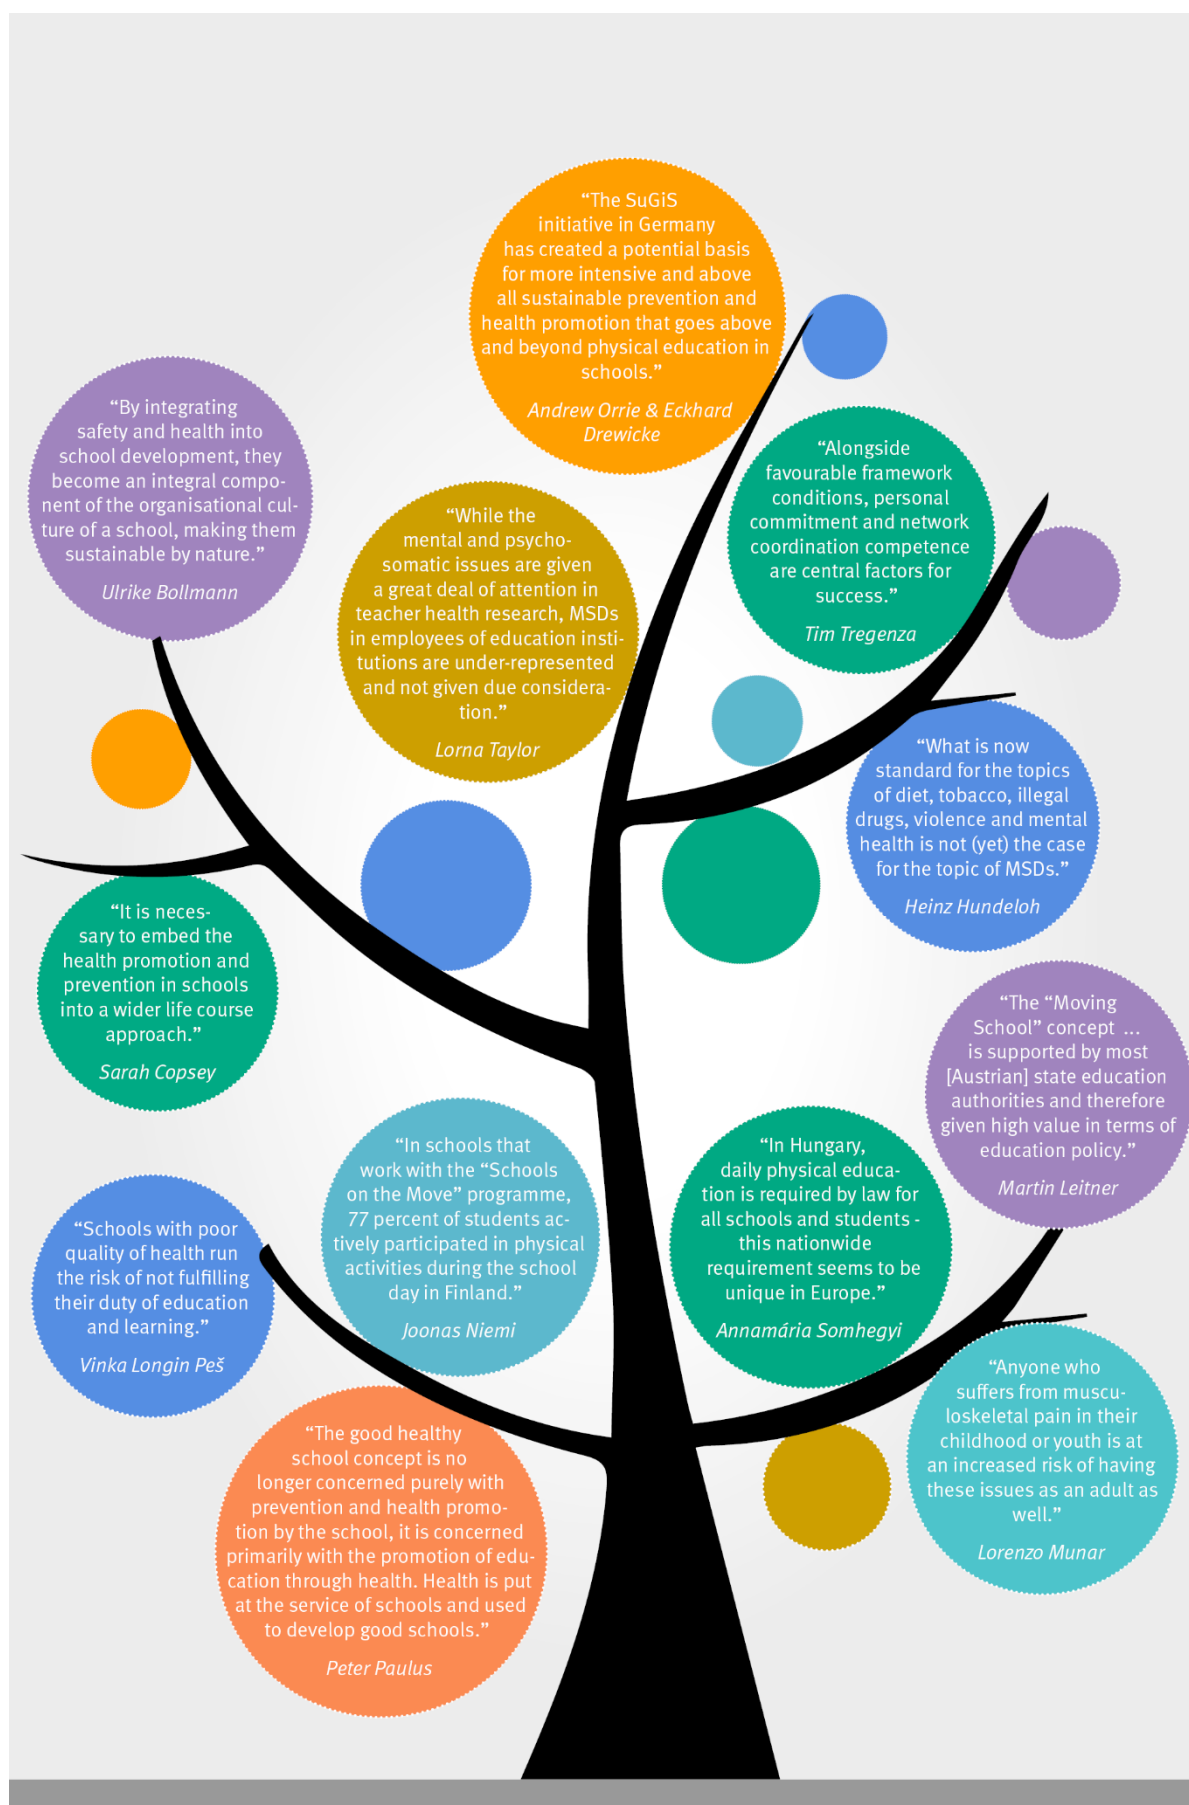 “The SuGiS
initiative in Germany
has created a potential basis
for more intensive and above
all sustainable prevention and
health promotion that goes above
and beyond physical education in
schools.”
Andrew Orrie & Eckhard
Drewicke
“By integrating
safety and health into
school development, they
become an integral compo-
nent of the organisational cul-
ture of a school, making them
sustainable by nature.”
Ulrike Bollmann
“While the
mental and psycho-
somatic issues are given
a great deal of attention in
teacher health research, MSDs
in employees of education insti-
tutions are under-represented
and not given due considera-
tion.”
Lorna Taylor
“Alongside
favourable framework
conditions, personal
commitment and network
coordination competence
are central factors for
success.”
Tim Tregenza
“What is now
standard for the topics
of diet, tobacco, illegal
drugs, violence and mental
health is not (yet) the case
for the topic of MSDs.”
Heinz Hundeloh
“It is neces-
sary to embed the
health promotion and
prevention in schools
into a wider life course
approach.”
Sarah Copsey
“The “Moving
School” concept ...
is supported by most
[Austrian] state education
authorities and therefore
given high value in terms of
education policy.”
Martin Leitner
“In schools that
work with the “Schools
on the Move” programme,
77 percent of students ac-
tively participated in physical
activities during the school
day in Finland.”
Joonas Niemi
“In Hungary,
daily physical educa-
tion is required by law for
all schools and students -
this nationwide
requirement seems to be
unique in Europe.”
Annamária Somhegyi
“Schools with poor
quality of health run
the risk of not fulfilling
their duty of education
and learning.”
Vinka Longin Peš
“Anyone who
suffers from muscu-
loskeletal pain in their
childhood or youth is at
an increased risk of having
these issues as an adult as
well.”
Lorenzo Munar
“The good healthy
school concept is no
longer concerned purely with
prevention and health promo-
tion by the school, it is concerned
primarily with the promotion of edu-
cation through health. Health is put
at the service of schools and used
to develop good schools.”
Peter Paulus